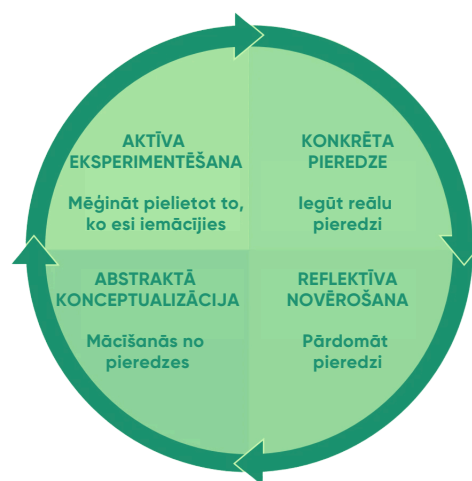 AKTĪVA
EKSPERIMENTĒŠANA
Mēģināt pielietot to,
ko esi iemācījies
KONKRĒTA
PIEREDZE
Iegūt reālu
pieredzi
ABSTRAKTĀ
KONCEPTUALIZĀCIJA
Mācīšanās no
pieredzes
REFLEKTĪVA
NOVĒROŠANA
Pārdomāt
pieredzi